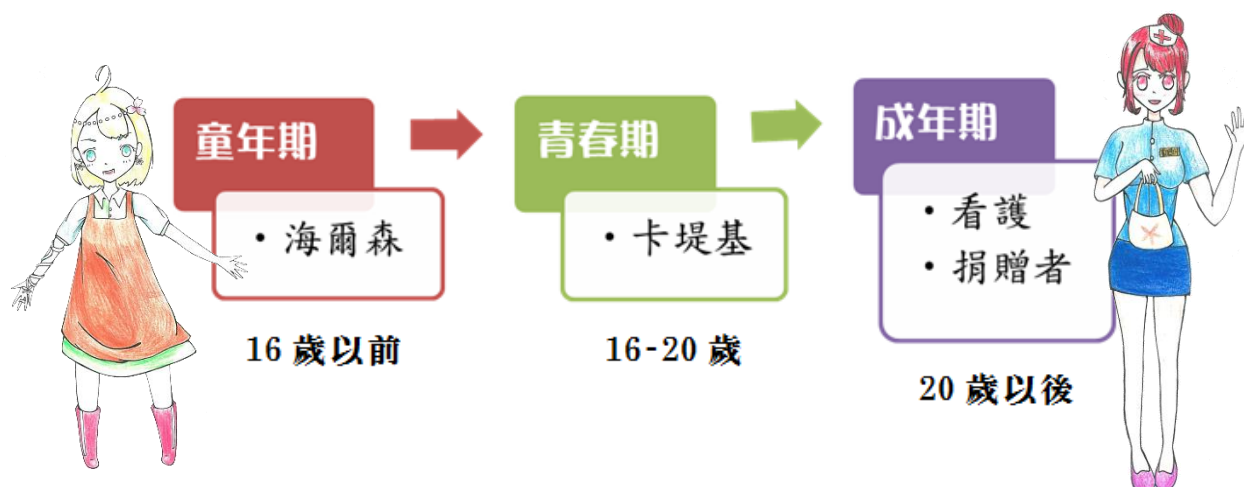 童年期
・海爾森
16 歲以前
青春期
・卡堤基
16-20 歲
成年期
・看護
・捐贈者
20 歲以後